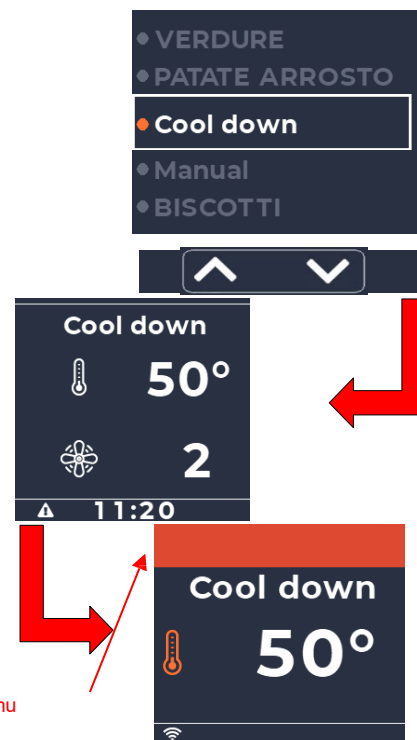 VERDURE
PATATE ARROSTO
Cool down
Manual
BISCOTTI
Cool down
50°
2
11:20
Cool down
50°